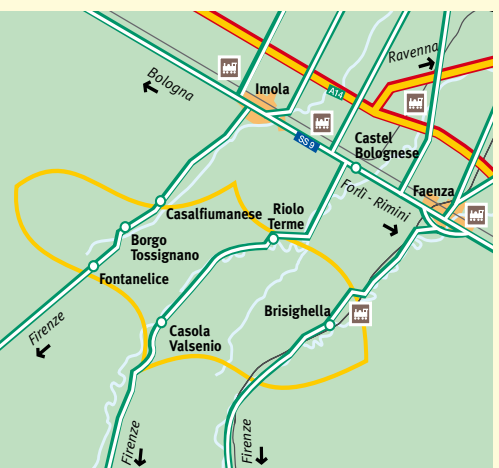 Ravenna
Bologna
Imola
A14
SS 9
Castel
Bolognese
Forlì - Rimini
Faenza
Casalfiumanese
Riolo
Terme
Borgo
Tossignano
Fontanelice
Brisighella
Firenze
Casola
Valsenio
Firenze
Firenze